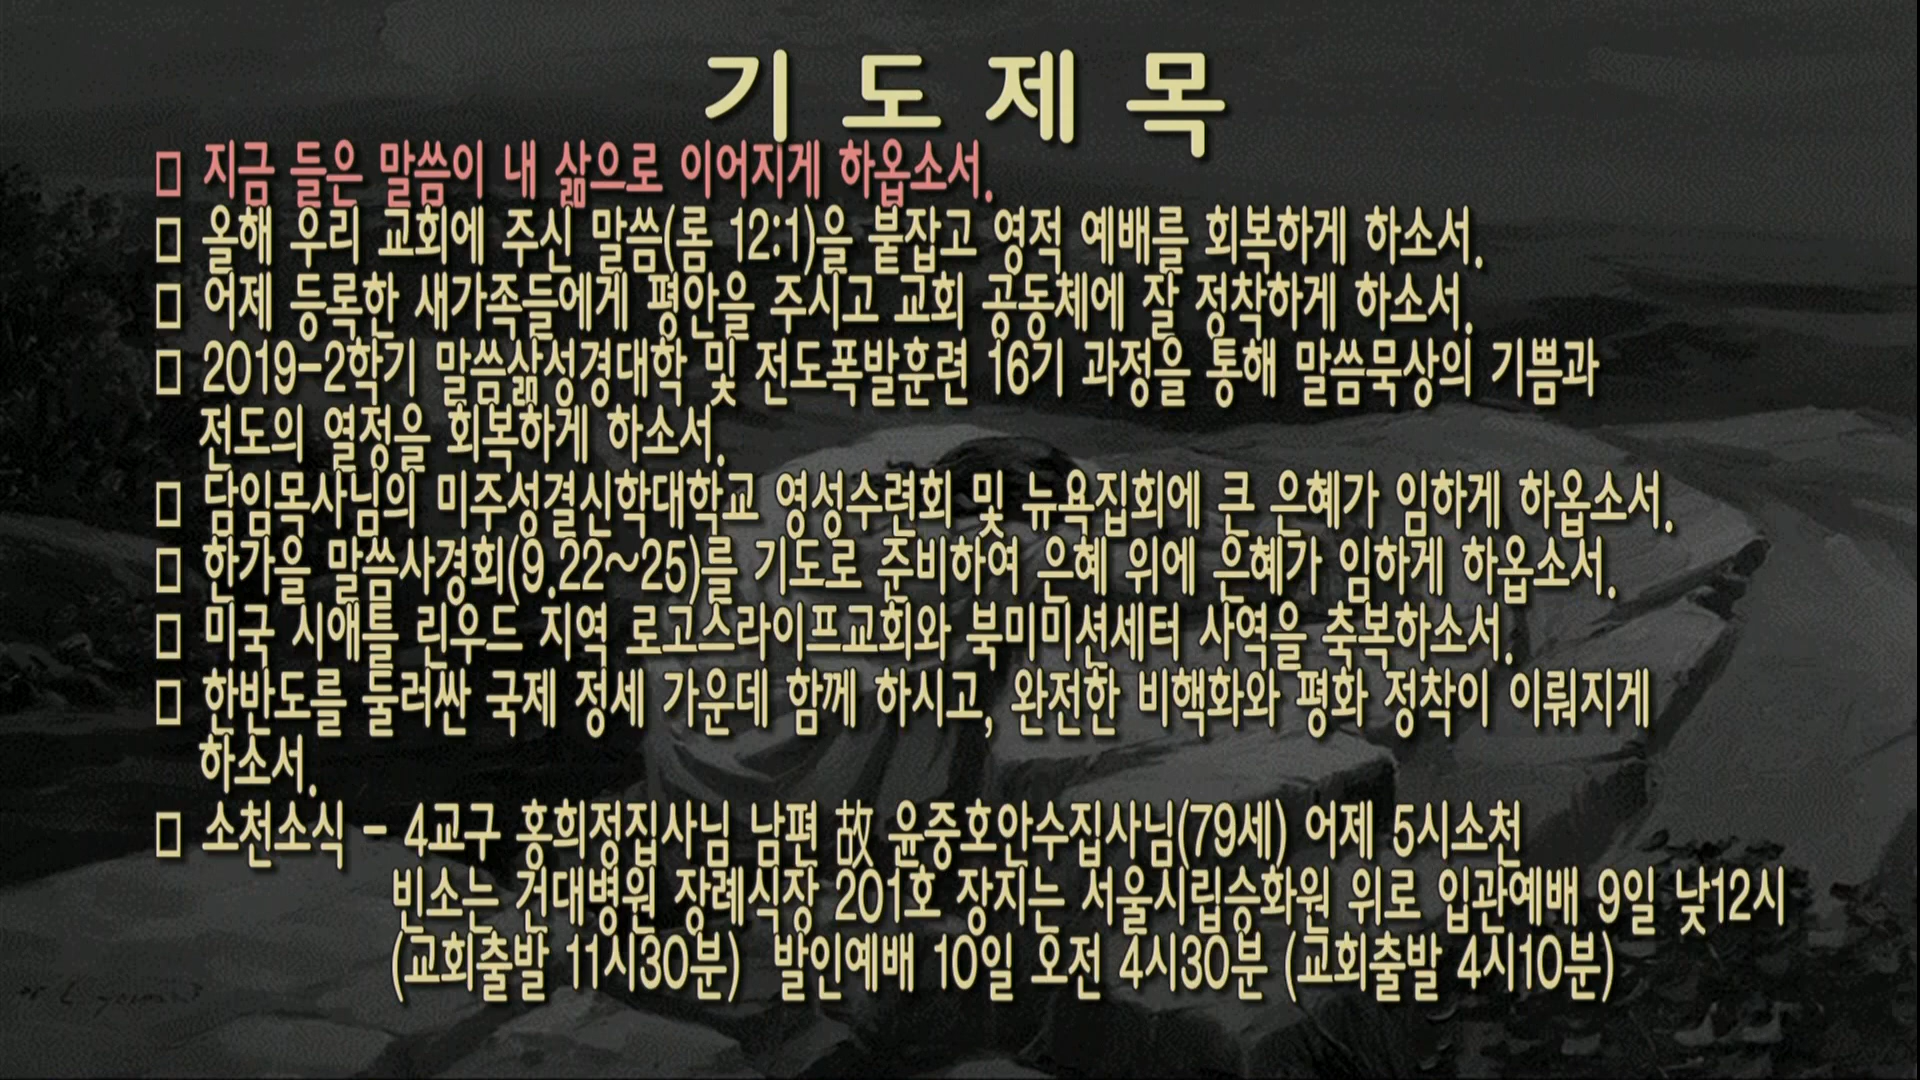 기 도 제 목
□ 지금 들은 말씀이 내 삶으로 이어지게 하옵소서.
□ 올해 우리 교회에 주신 말씀(롬 12:1)을 붙잡고 영적 예배를 회복하게 하소서.
□ 어제 등록한 새가족들에게 평안을 주시고 교회 공동체에 잘 정착하게 하소서.
□ 2019-2학기 말씀삶성경대학 및 전도폭발훈련 16기 과정을 통해 말씀묵상의 기쁨과
전도의 열정을 회복하게 하소서.
□ 담임목사님의 미주성결신학대학교 영성수련회 및 뉴욕집회에 큰 은혜가 임하게 하옵소서.
□ 한가을 말씀사경회(9.22~25)를 기도로 준비하여 은혜 위에 은혜가 임하게 하옵소서.
□ 미국 시애틀 린우드 지역 로고스라이프교회와 북미미션세터 사역을 축복하소서.
□ 한반도를 둘러싼 국제 정세 가운데 함께 하시고, 완전한 비핵화와 평화 정착이 이뤄지게
하소서.
□ 소천소식 - 4교구 홍희정집사님 남편 故 윤중호안수집사님(79세) 어제 5시소천
빈소는 건대병원 장례식장 201호 장지는 서울시립승화원 위로 입관예배 9일 낮12시
(교회출발 11시30분) 발인예배 10일 오전 4시30분 (교회출발 4시10분)